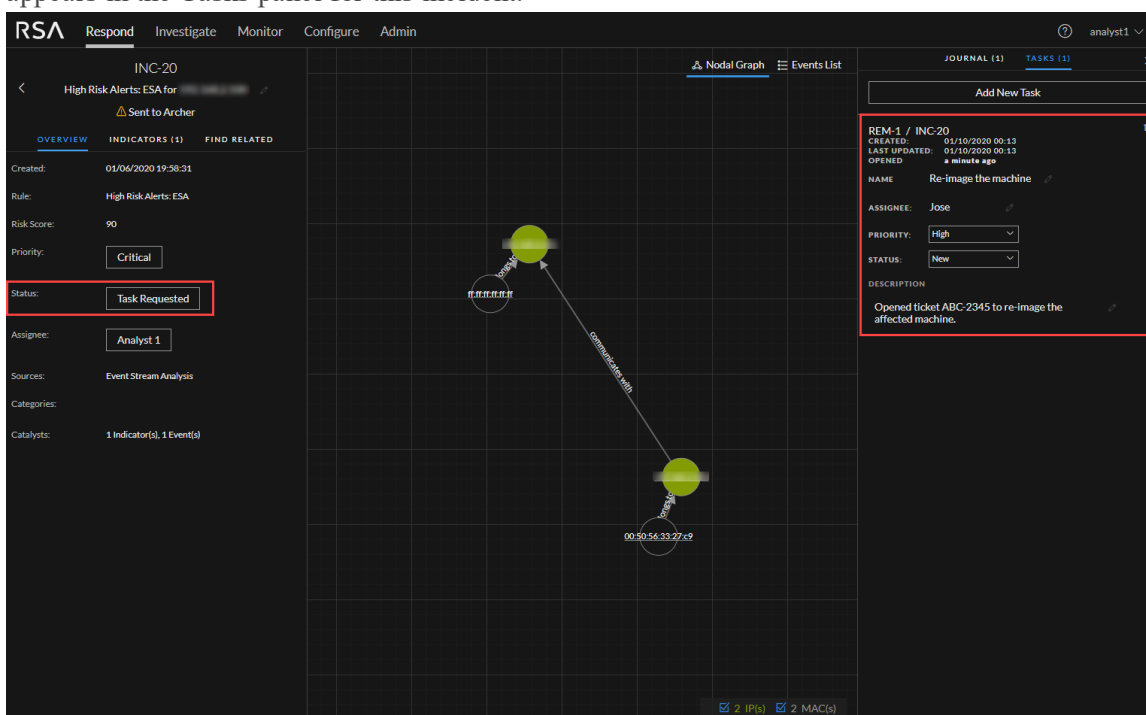 RSA Respond Investigate Monitor Configure Admin analyst1
INC-20
High Risk Alerts: ESA for
Sent to Archer
OVERVIEW INDICATORS (1) FIND RELATED
Created: 01/06/2020 19:58:31
Rule: High Risk Alerts: ESA
Risk Score: 90
Priority: Critical
Status: Task Requested
Assignee: Analyst 1
Sources: Event Stream Analysis
Categories:
Catalysts: 1 Indicator(s), 1 Event(s)
Nodal Graph Events List
ff:ff:ff:ff:ff:ff
communicates with
00:50:56:33:27:c9
2 IP(s) 2 MAC(s)
JOURNAL (1) TASKS (1)
Add New Task
REM-1 / INC-20
CREATED: 01/10/2020 00:13
LAST UPDATED: 01/10/2020 00:13
OPENED a minute ago
NAME Re-image the machine
ASSIGNEE: Jose
PRIORITY: High
STATUS: New
DESCRIPTION
Opened ticket ABC-2345 to re-image the
affected machine.